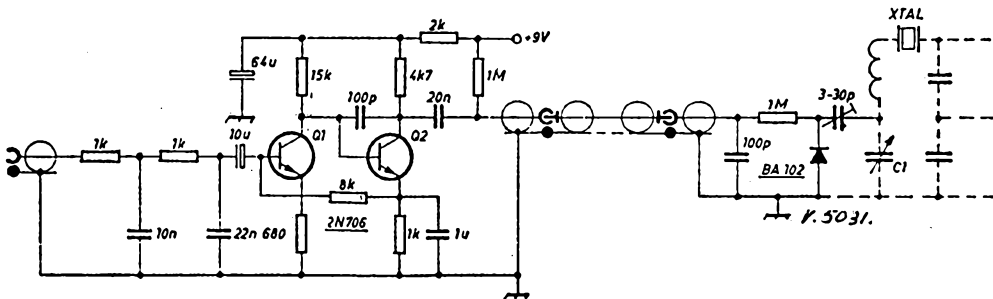 XTAL
2k
+9V
64u
15k
4k7
1M
3-30p
100p
20n
1M
10u
Q1
Q2
1k
1k
100p
C1
BA 102
8k
2N706
V.5031.
10n
22n
680
1k
1u